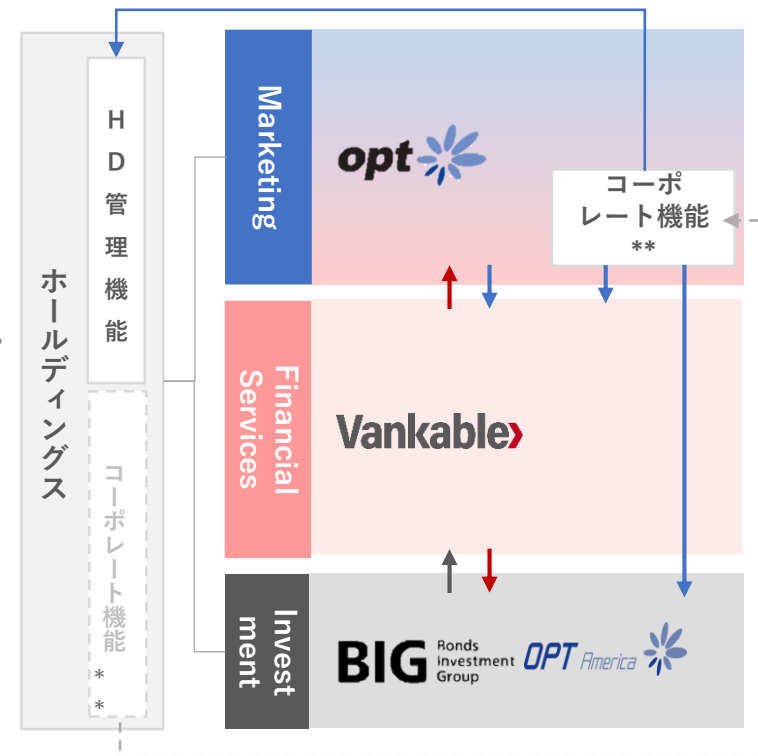 ホールディングス
HD管理機能
コーポレート機能
**
Marketing
opt
コーポ
レート機能
**
Financial
Services
Vankable
Invest
ment
BIG
Ronds
Investment
Group
OPT America